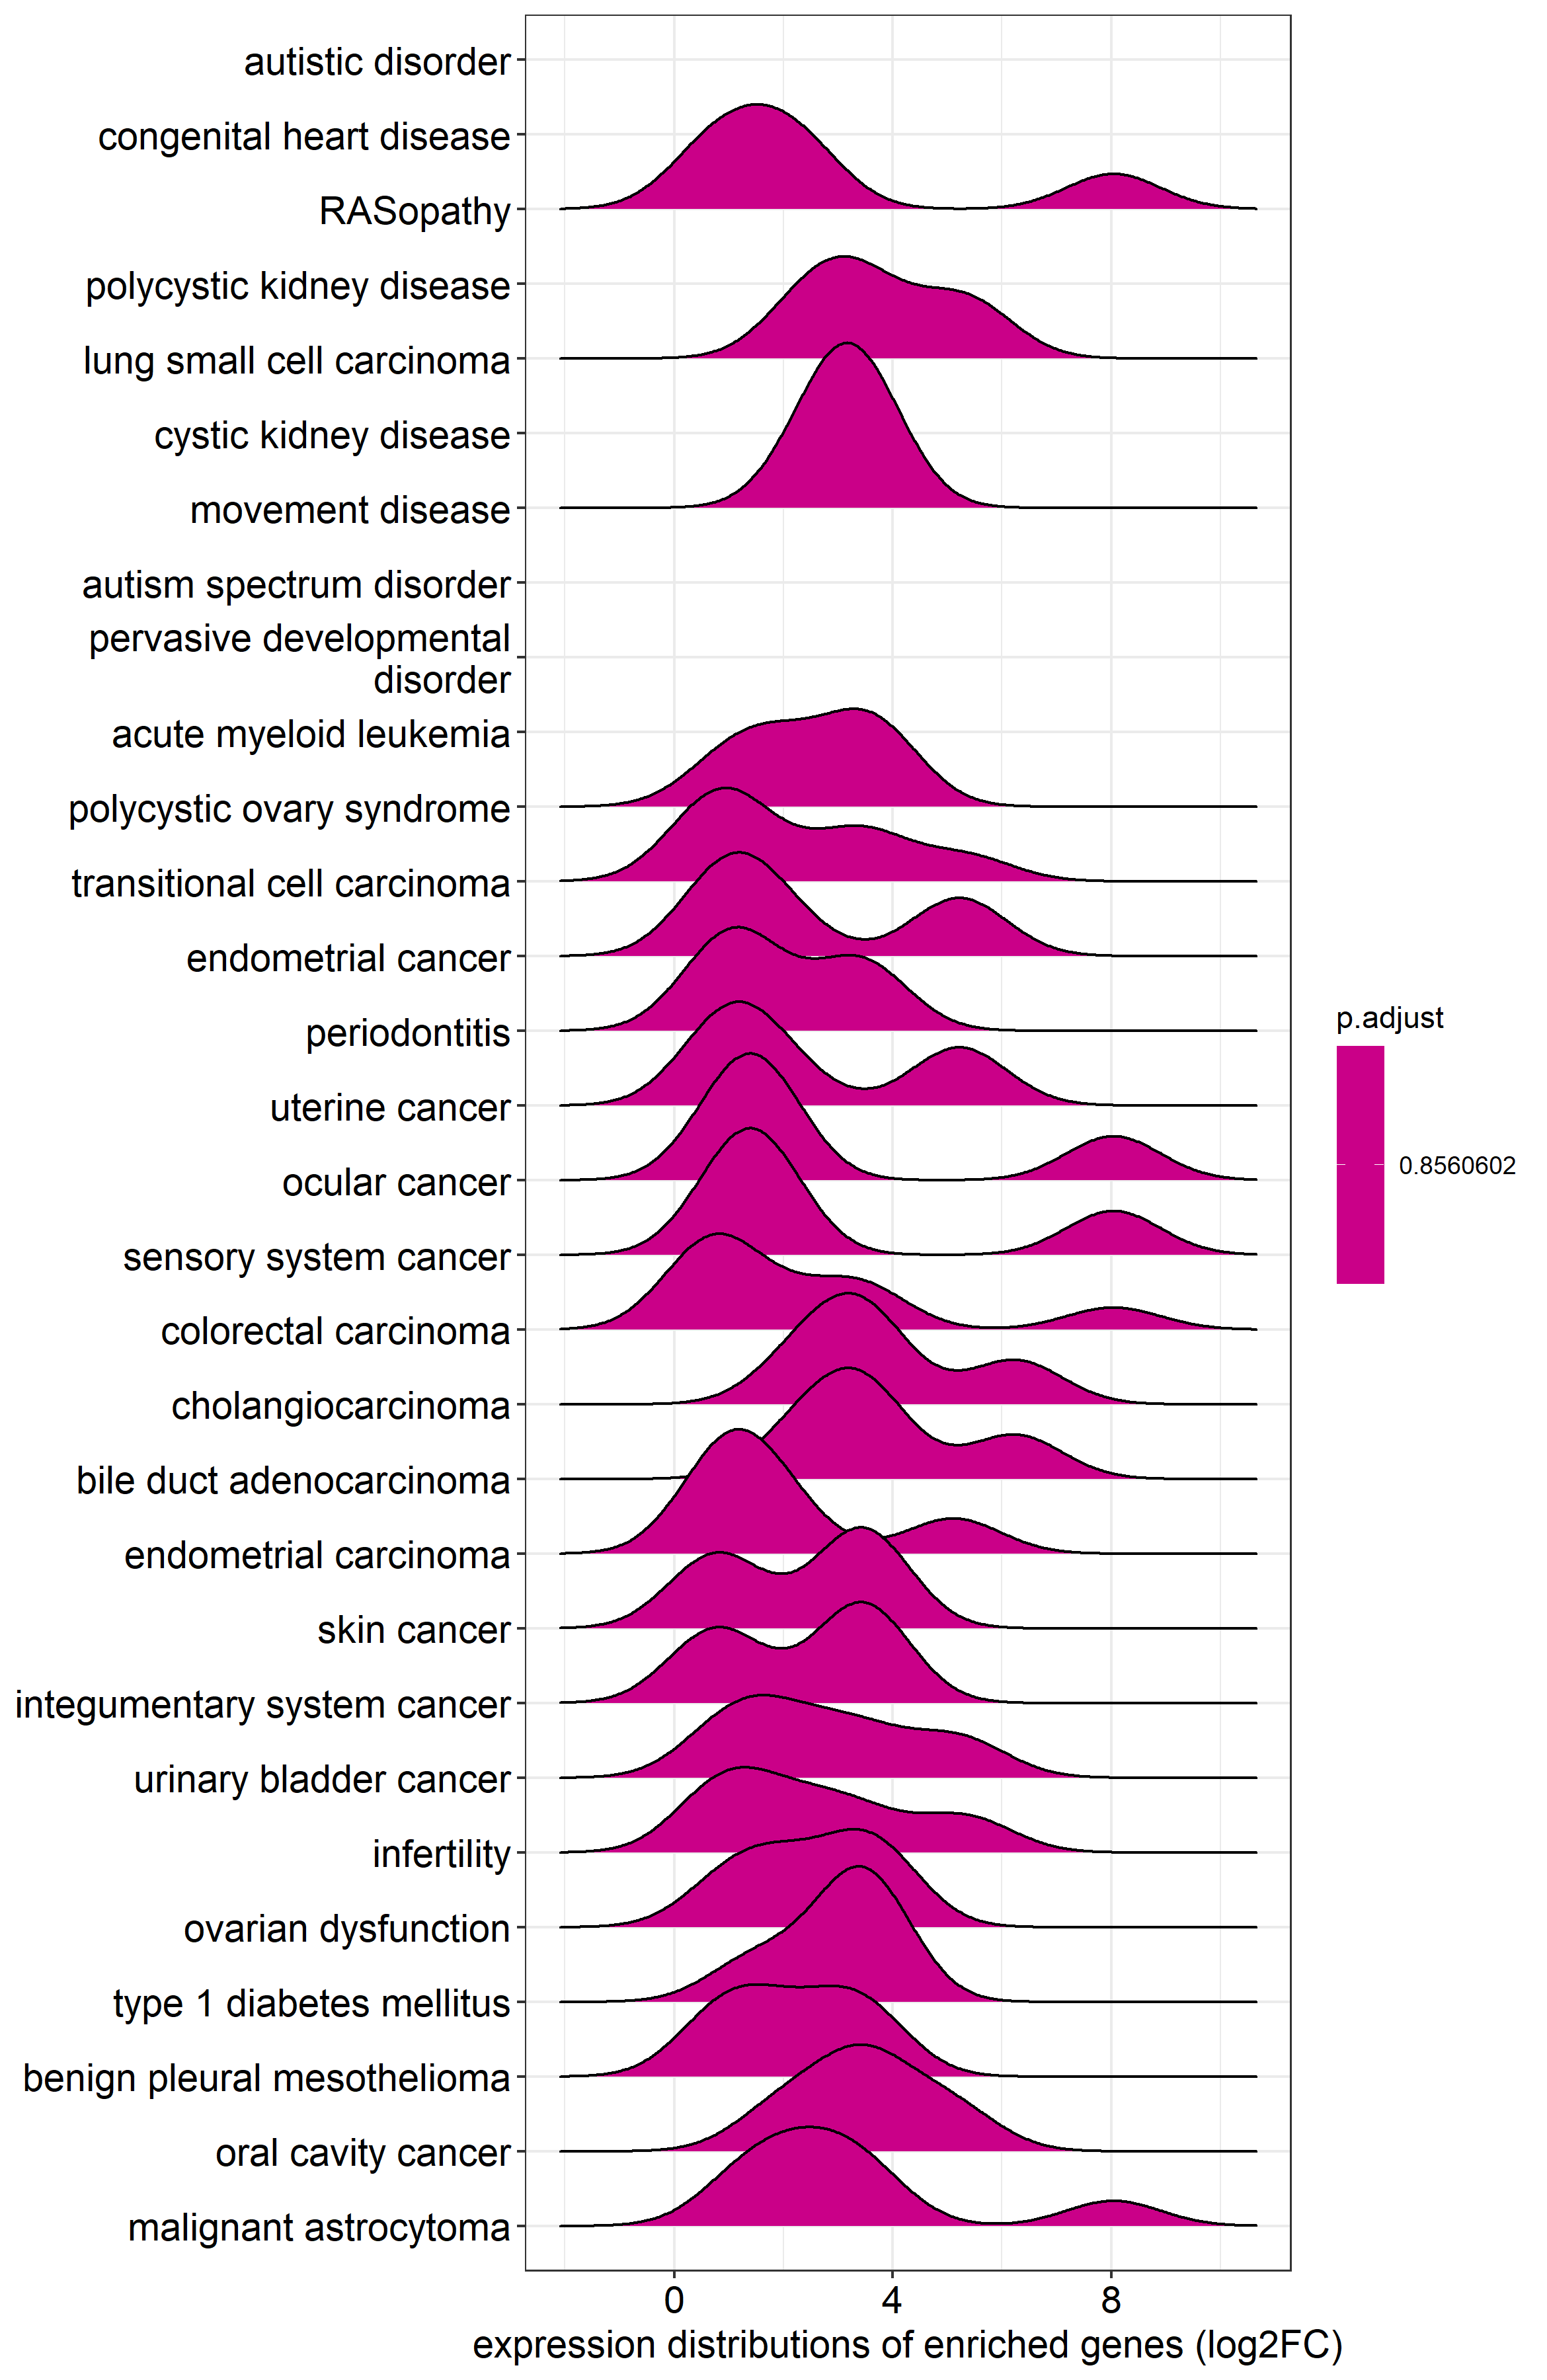 autistic disorder
congenital heart disease
RASopathy
polycystic kidney disease
lung small cell carcinoma
cystic kidney disease
movement disease
autism spectrum disorder
pervasive developmental
disorder
acute myeloid leukemia
polycystic ovary syndrome
transitional cell carcinoma
endometrial cancer
periodontitis
uterine cancer
ocular cancer
sensory system cancer
colorectal carcinoma
cholangiocarcinoma
bile duct adenocarcinoma
endometrial carcinoma
skin cancer
integumentary system cancer
urinary bladder cancer
infertility
ovarian dysfunction
type 1 diabetes mellitus
benign pleural mesothelioma
oral cavity cancer
malignant astrocytoma
0 4 8
expression distributions of enriched genes (log2FC)
p.adjust
0.8560602